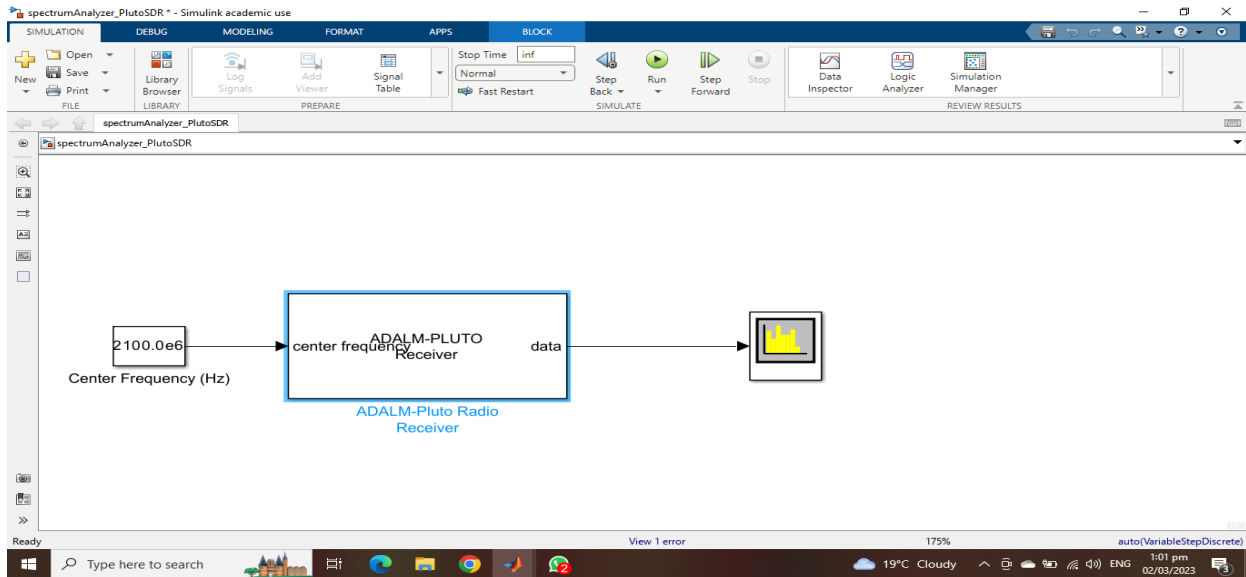 spectrumAnalyzer_PlutoSDR * - Simulink academic use
SIMULATION DEBUG MODELING FORMAT APPS BLOCK
New
Open
Save
Print
FILE
Library Browser
LIBRARY
Log Signals
Add Viewer
Signal Table
PREPARE
Stop Time inf
Normal
Fast Restart
Step Back
Run
Step Forward
Stop
SIMULATE
Data Inspector
Logic Analyzer
Simulation Manager
REVIEW RESULTS
spectrumAnalyzer_PlutoSDR
spectrumAnalyzer_PlutoSDR
2100.0e6
Center Frequency (Hz)
center frequency
ADALM-PLUTO
Receiver
data
ADALM-Pluto Radio
Receiver
Ready View 1 error 175% auto(VariableStepDiscrete)
Type here to search 2 19°C Cloudy ENG 1:01 pm
02/03/2023 3